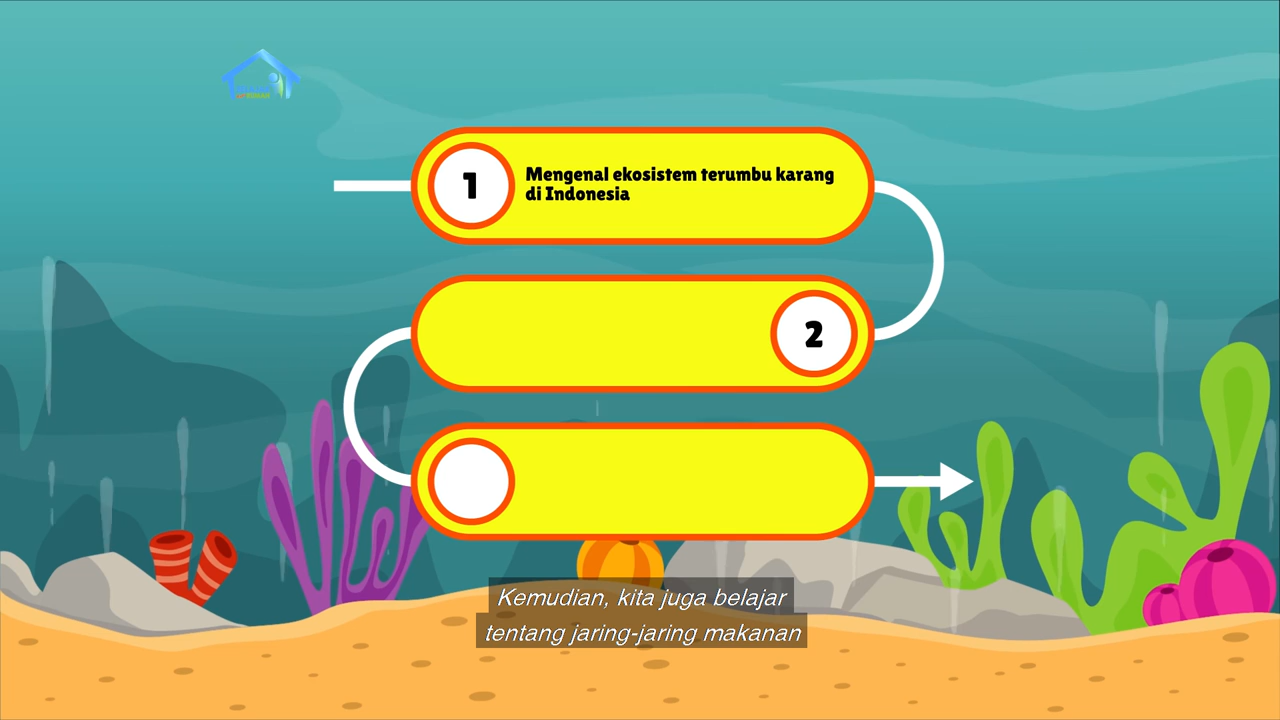 1
Mengenal ekosistem terumbu karang
di Indonesia
2
Kemudian, kita juga belajar
tentang jaring-jaring makanan